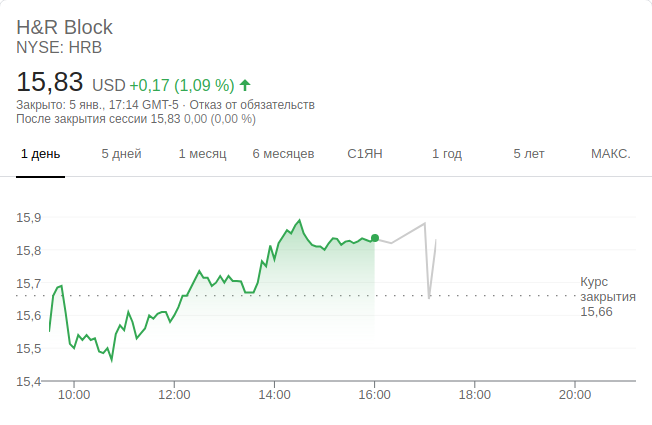 H&R Block
NYSE: HRB
15,83 USD +0,17 (1,09 %)
Закрыто: 5 янв., 17:14 GMT-5 · Отказ от обязательств
После закрытия сессии 15,83 0,00 (0,00 %)
1 день 5 дней 1 месяц 6 месяцев С1ЯН 1 год 5 лет МАКС.
15,9
15,8
15,7
15,6
15,5
15,4
Курс
закрытия
15,66
10:00 12:00 14:00 16:00 18:00 20:00